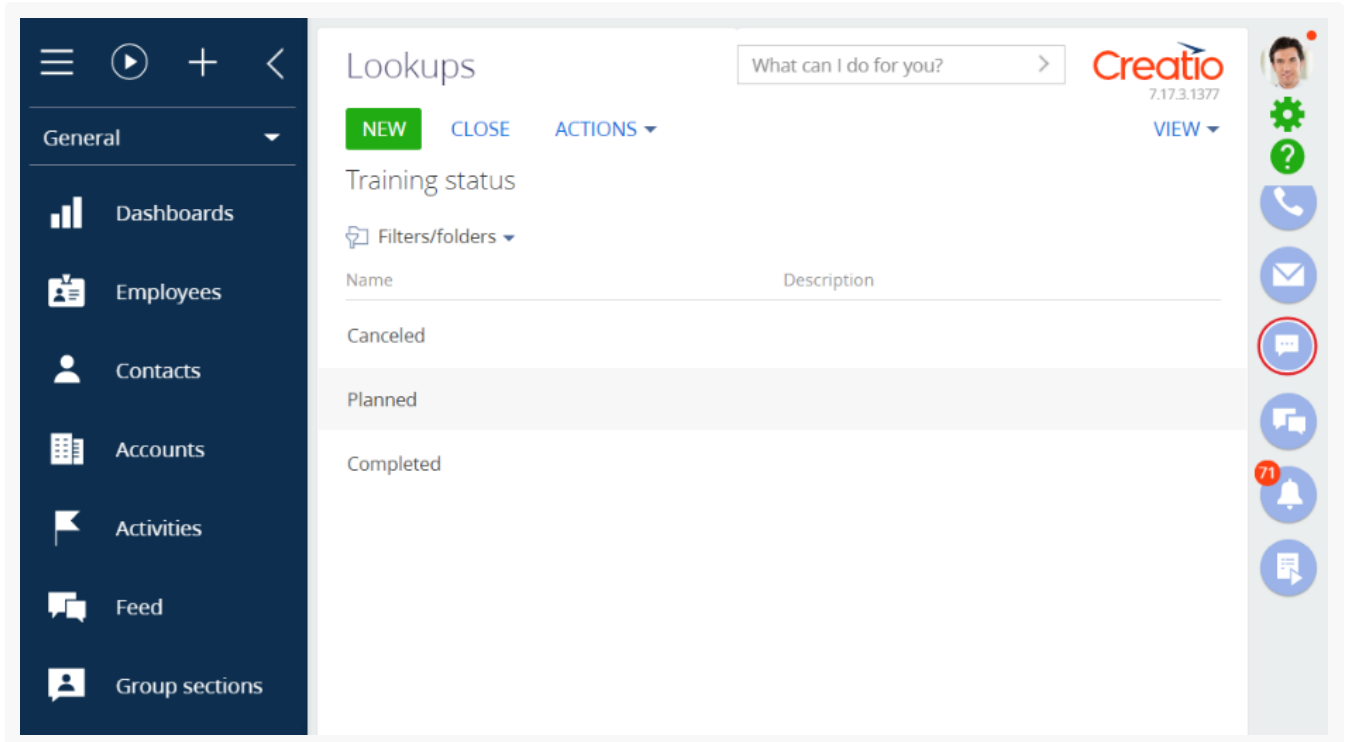 General
Dashboards
Employees
Contacts
Accounts
Activities
Feed
Group sections
Lookups
What can I do for you?
Creatio
7.17.3.1377
NEW CLOSE ACTIONS VIEW
Training status
Filters/folders
Name Description
Canceled
Planned
Completed
?
71